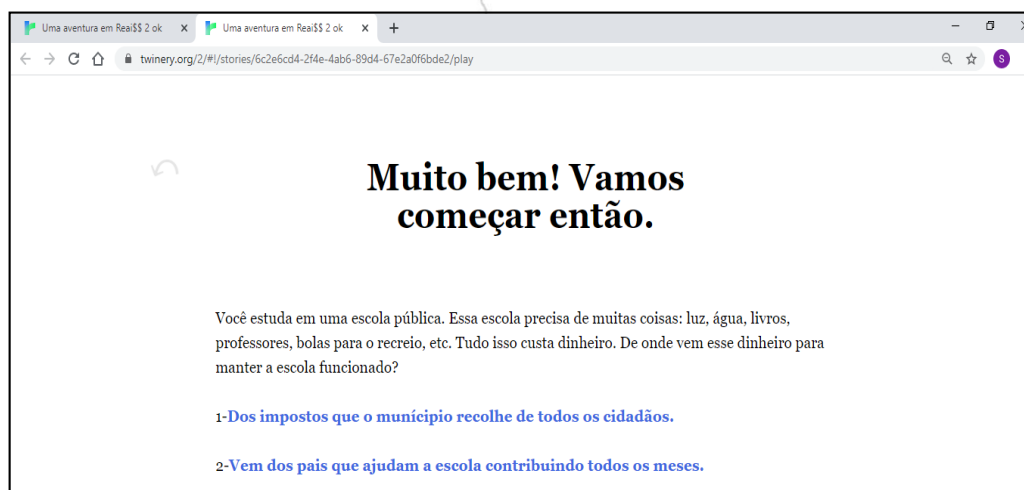 Uma aventura em Reai$$ 2 ok
Uma aventura em Reai$$ 2 ok
twinery.org/2/#!/stories/6c2e6cd4-2f4e-4ab6-89d4-67e2a0f6bde2/play
S
Muito bem! Vamos
começar então.
Você estuda em uma escola pública. Essa escola precisa de muitas coisas: luz, água, livros,
professores, bolas para o recreio, etc. Tudo isso custa dinheiro. De onde vem esse dinheiro para
manter a escola funcionado?
1-Dos impostos que o munícipio recolhe de todos os cidadãos.
2-Vem dos pais que ajudam a escola contribuindo todos os meses.